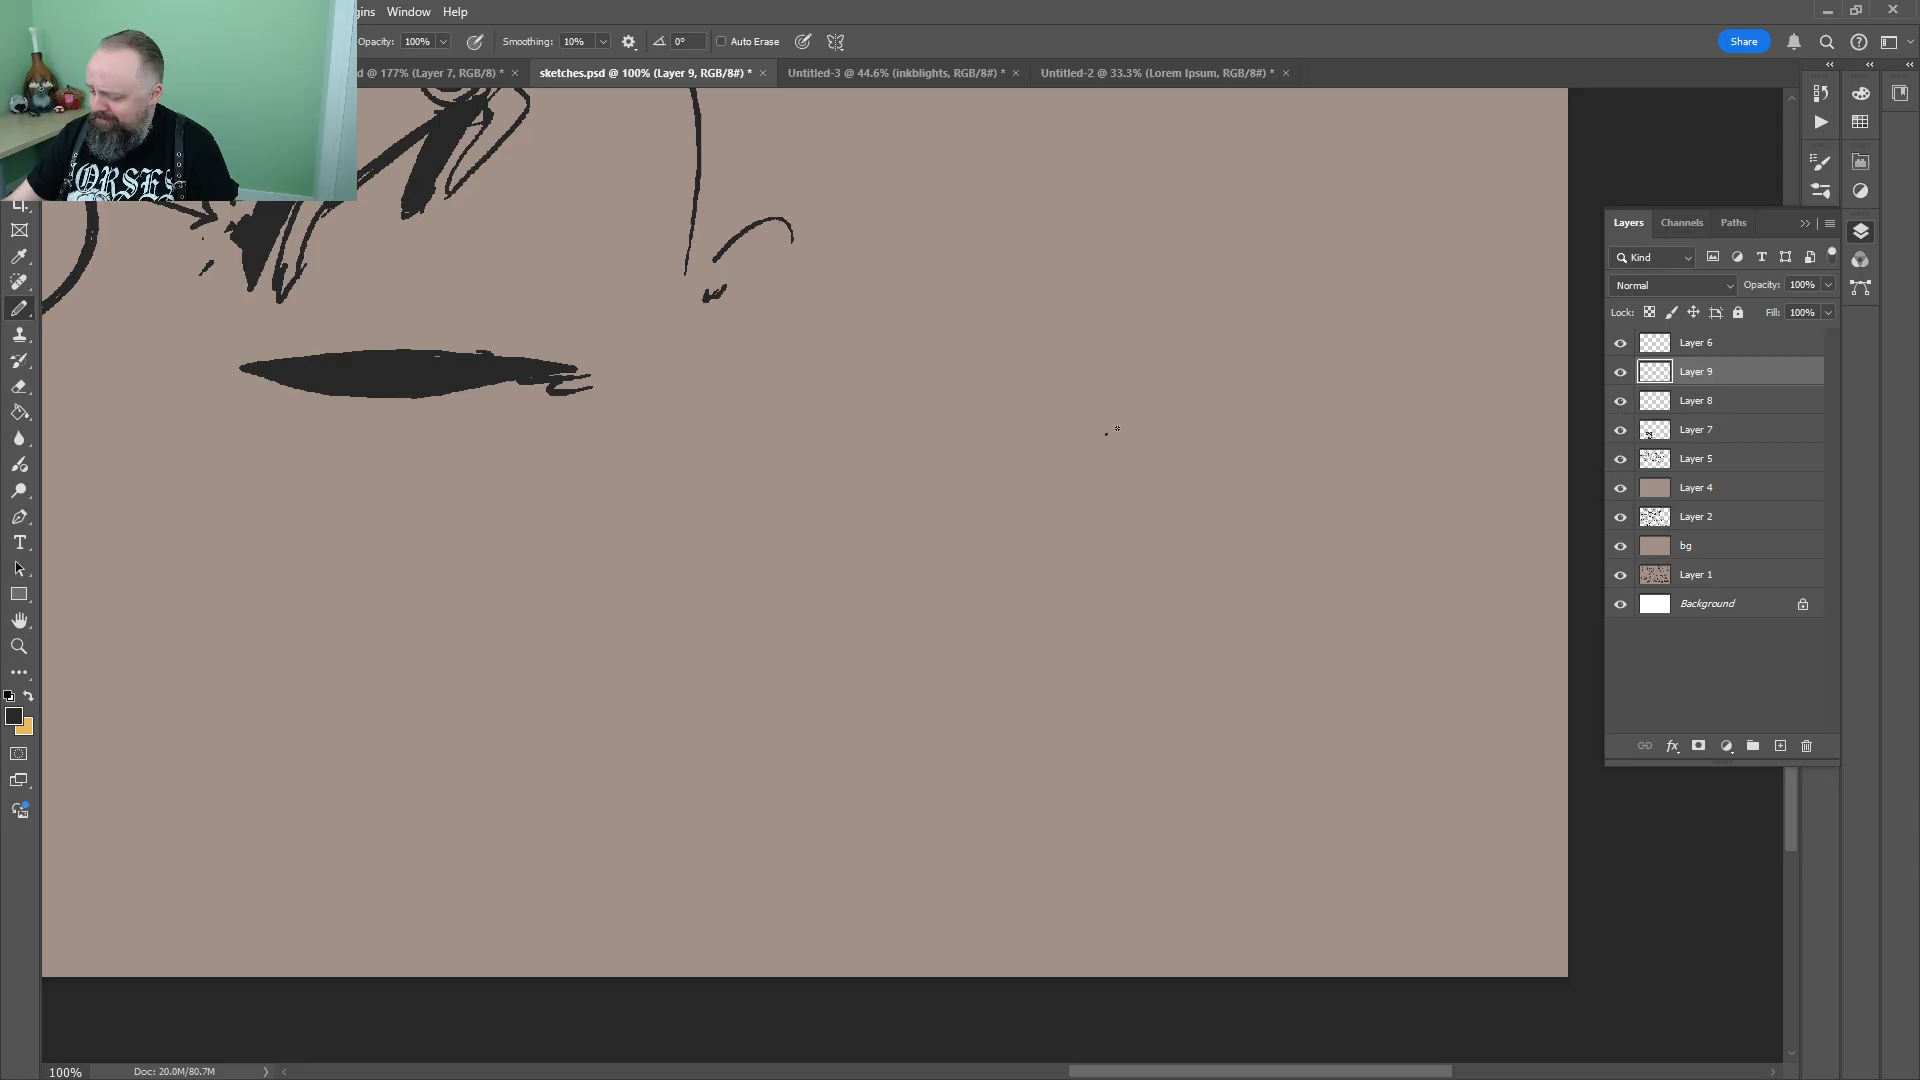 gins Window Help
Opacity: 100% Smoothing: 10% 0° Auto Erase Share
d @ 177% (Layer 7, RGB/8) * × sketches.psd @ 100% (Layer 9, RGB/8#) * × Untitled-3 @ 44.6% (inkblights, RGB/8#) * × Untitled-2 @ 33.3% (Lorem Ipsum, RGB/8#) * ×
ORSES
Layers Channels Paths
Kind
Normal Opacity: 100%
Lock: Fill: 100%
Layer 6
Layer 9
Layer 8
Layer 7
Layer 5
Layer 4
Layer 2
bg
Layer 1
Background
fx
100% Doc: 20.0M/80.7M